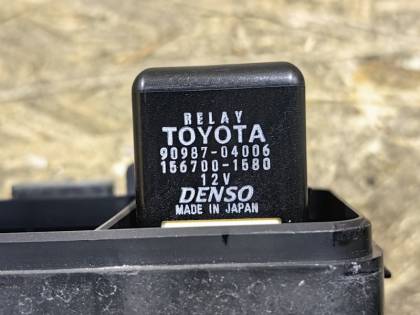 RELAY
TOYOTA
90987-04006
156700-1580
12V
DENSO
MADE IN JAPAN